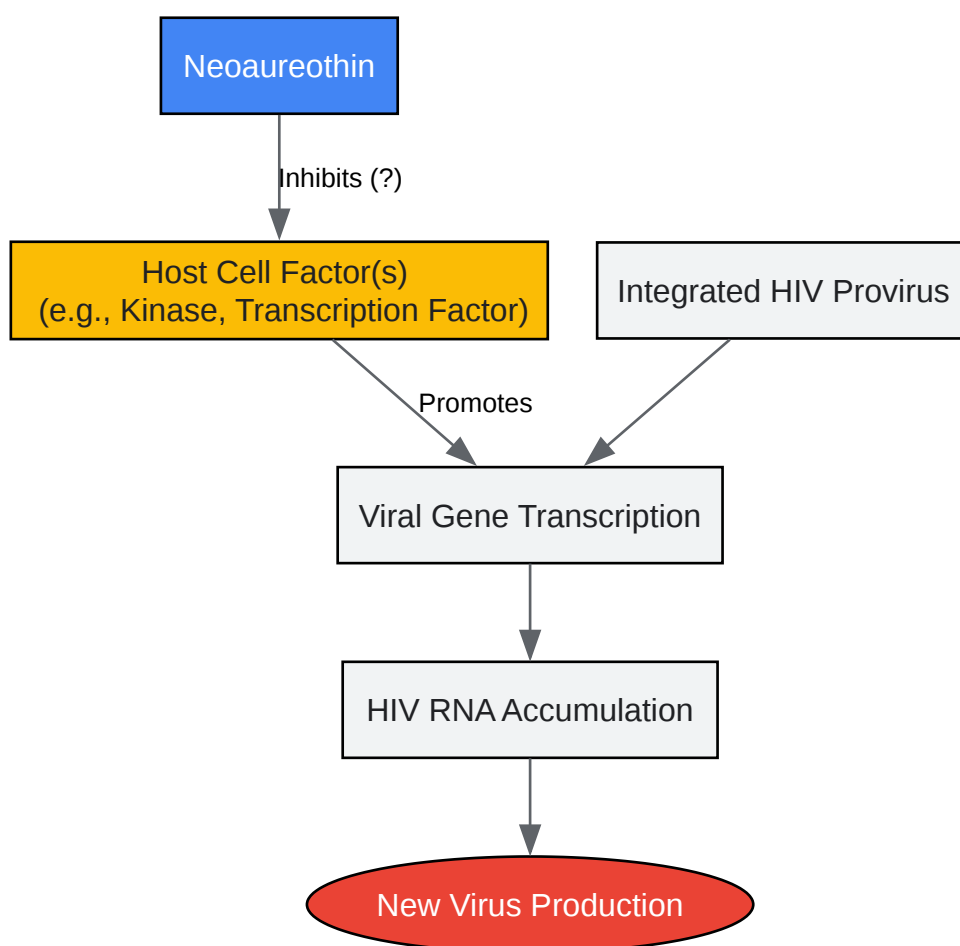 Neoaureothin
Inhibits (?)
Host Cell Factor(s)
(e.g., Kinase, Transcription Factor)
Integrated HIV Provirus
Promotes
Viral Gene Transcription
HIV RNA Accumulation
New Virus Production